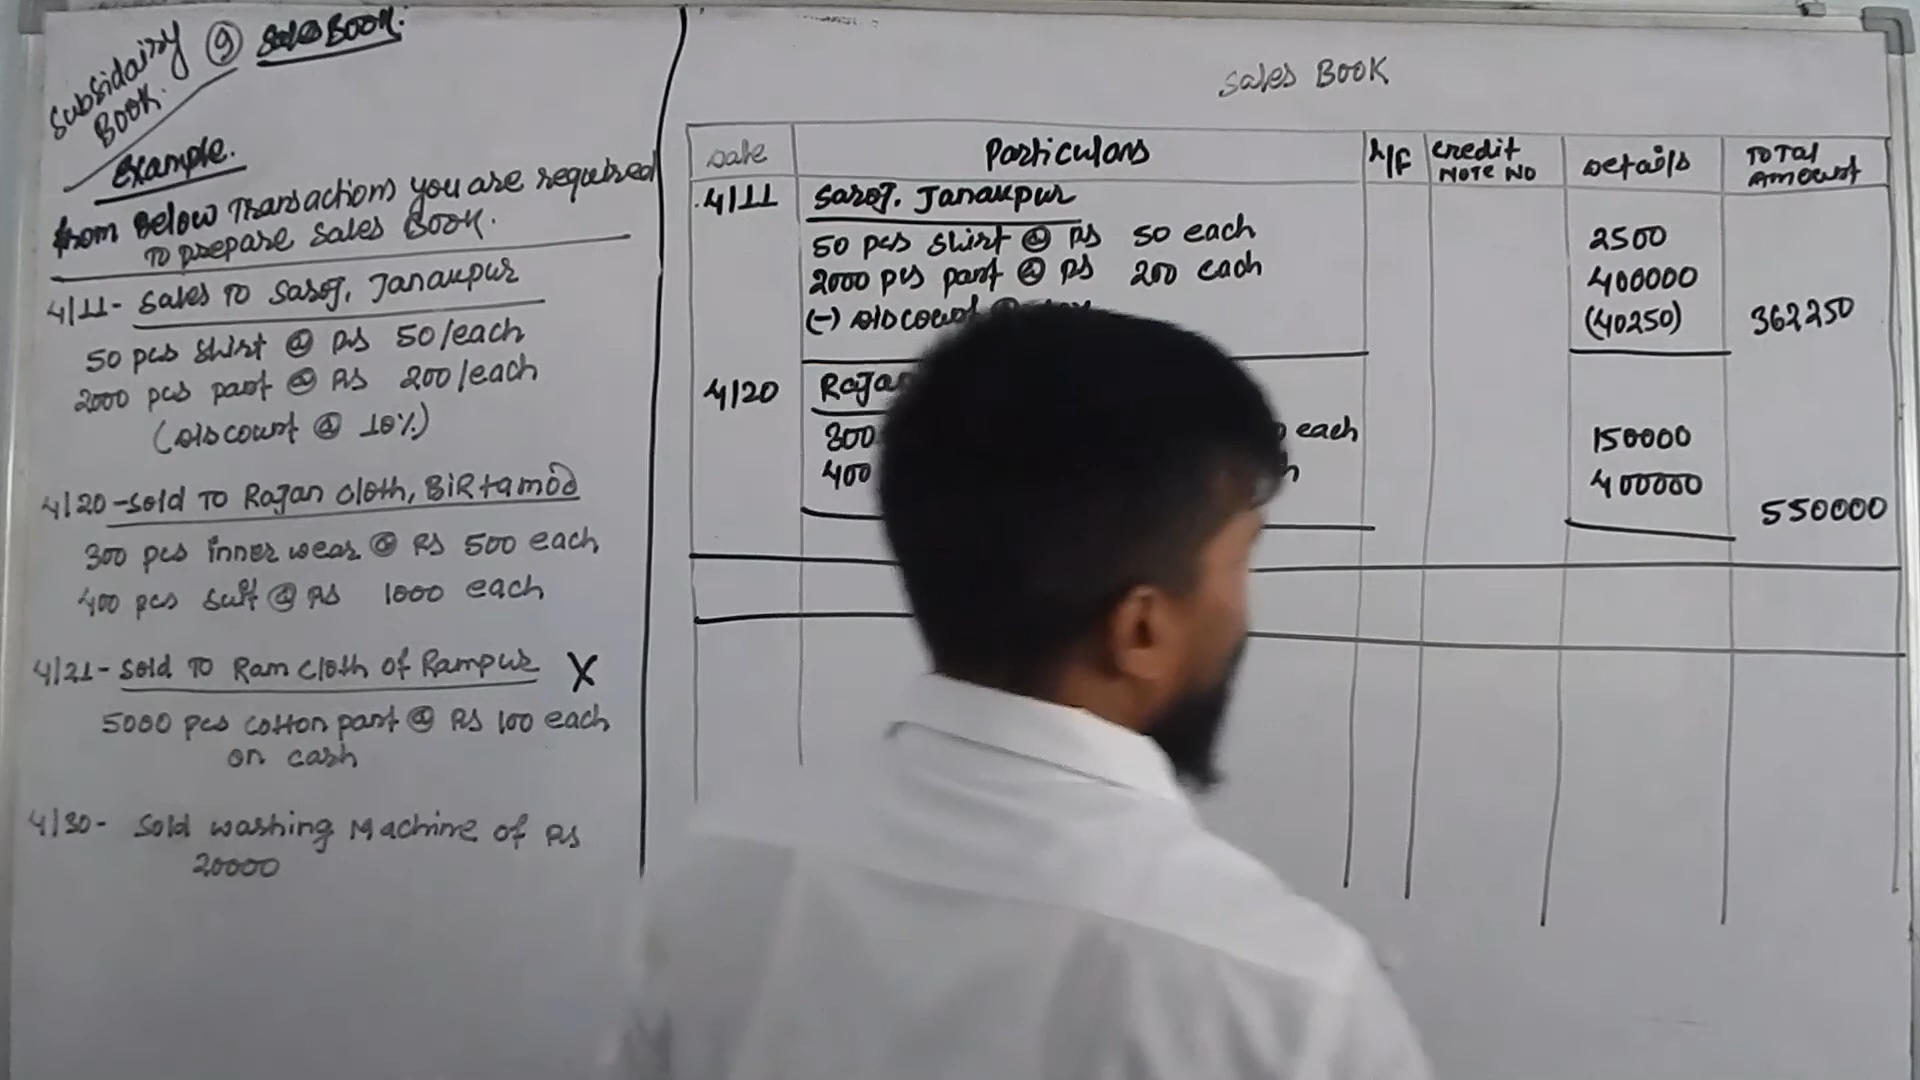 Subsidairy
BOOK.
9 Sales BOOK.
Example.
from Below Transactions you are required
TO prepare Sales Book.
4/11- Sales To Saroj, Janakpur
50 pcs shirt @ Rs 50/each
2000 pcs pant @ Rs 200/each
(discount @ 10%)
4/20-sold To Rajan cloth, BiRtamod
300 pcs inner wear @ Rs 500 each
400 pcs suit @ Rs 1000 each
4/21- Sold To Ram cloth of Rampur X
5000 pcs cotton pant @ Rs 100 each
on cash
4/30- Sold washing Machine of Rs
20000
Sales BOOK
Date Particulars L/F credit Note No Details ToTal Amount
4/11 Saroj, Janakpur
50 pcs shirt @ Rs 50 each 2500
2000 pcs pant @ Rs 200 each 400000
(-) discount (40250) 362250
4/20 Rajan
300 each 150000
400 400000
550000